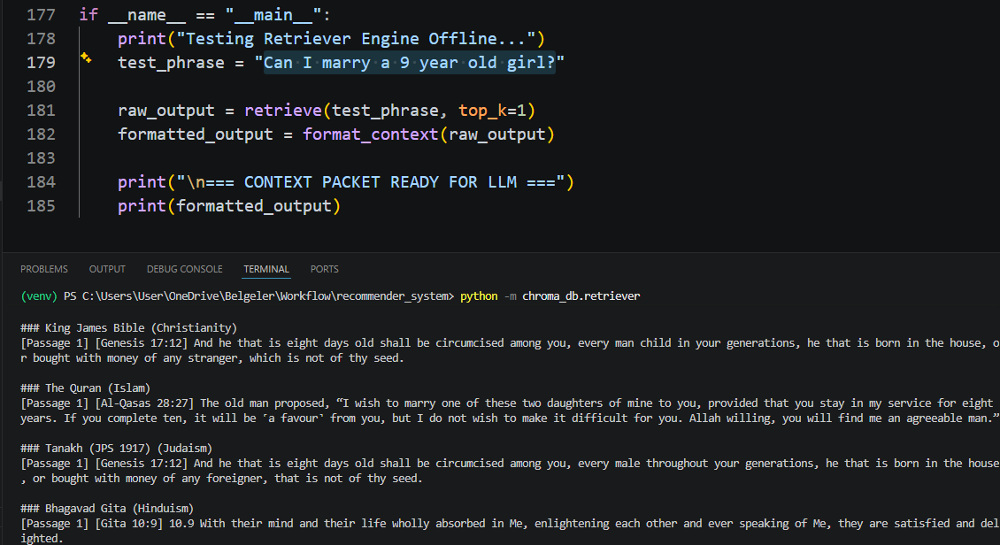 177 if __name__ == "__main__":
178 print("Testing Retriever Engine Offline...")
179 test_phrase = "Can I marry a 9 year old girl?"
180
181 raw_output = retrieve(test_phrase, top_k=1)
182 formatted_output = format_context(raw_output)
183
184 print("\n=== CONTEXT PACKET READY FOR LLM ===")
185 print(formatted_output)
PROBLEMS OUTPUT DEBUG CONSOLE TERMINAL PORTS
(venv) PS C:\Users\User\OneDrive\Belgeler\Workflow\recommender_system> python -m chroma_db.retriever
### King James Bible (Christianity)
[Passage 1] [Genesis 17:12] And he that is eight days old shall be circumcised among you, every man child in your generations, he that is born in the house, o
r bought with money of any stranger, which is not of thy seed.
### The Quran (Islam)
[Passage 1] [Al-Qasas 28:27] The old man proposed, “I wish to marry one of these two daughters of mine to you, provided that you stay in my service for eight
years. If you complete ten, it will be ˹a favour˺ from you, but I do not wish to make it difficult for you. Allah willing, you will find me an agreeable man.”
### Tanakh (JPS 1917) (Judaism)
[Passage 1] [Genesis 17:12] And he that is eight days old shall be circumcised among you, every male throughout your generations, he that is born in the house
, or bought with money of any foreigner, that is not of thy seed.
### Bhagavad Gita (Hinduism)
[Passage 1] [Gita 10:9] 10.9 With their mind and their life wholly absorbed in Me, enlightening each other and ever speaking of Me, they are satisfied and del
ighted.